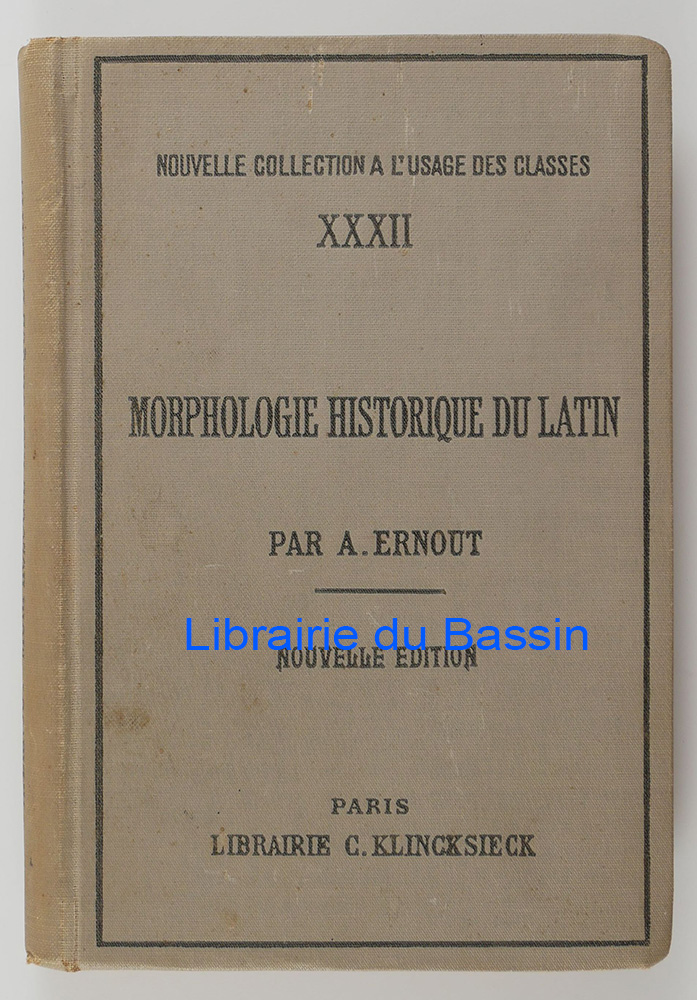 NOUVELLE COLLECTION A L'USAGE DES CLASSES
XXXII
MORPHOLOGIE HISTORIQUE DU LATIN
PAR A. ERNOUT
Librairie du Bassin
NOUVELLE EDITION
PARIS
LIBRAIRIE C. KLINCKSIECK